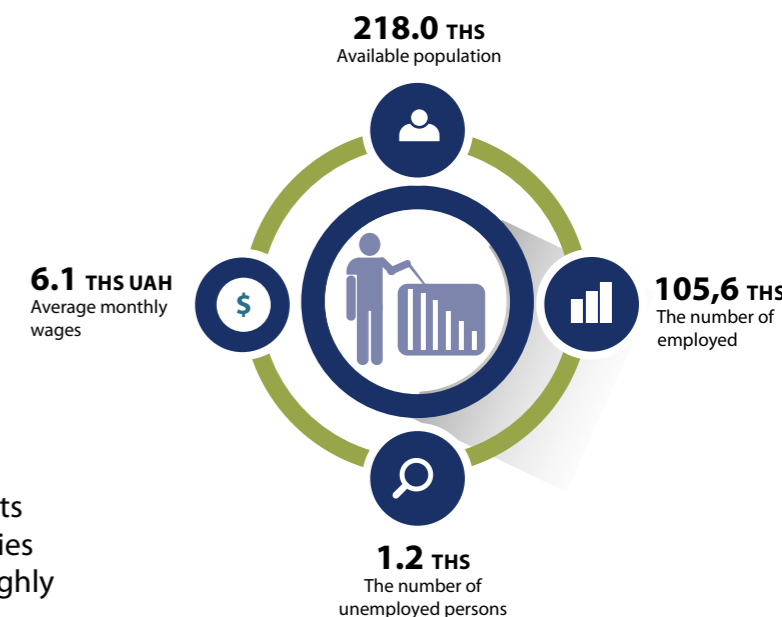 218.0 THS
Available population
6.1 THS UAH
Average monthly
wages
$
105,6 THS
The number of
employed
1.2 THS
The number of
unemployed persons
ts
ies
ghly